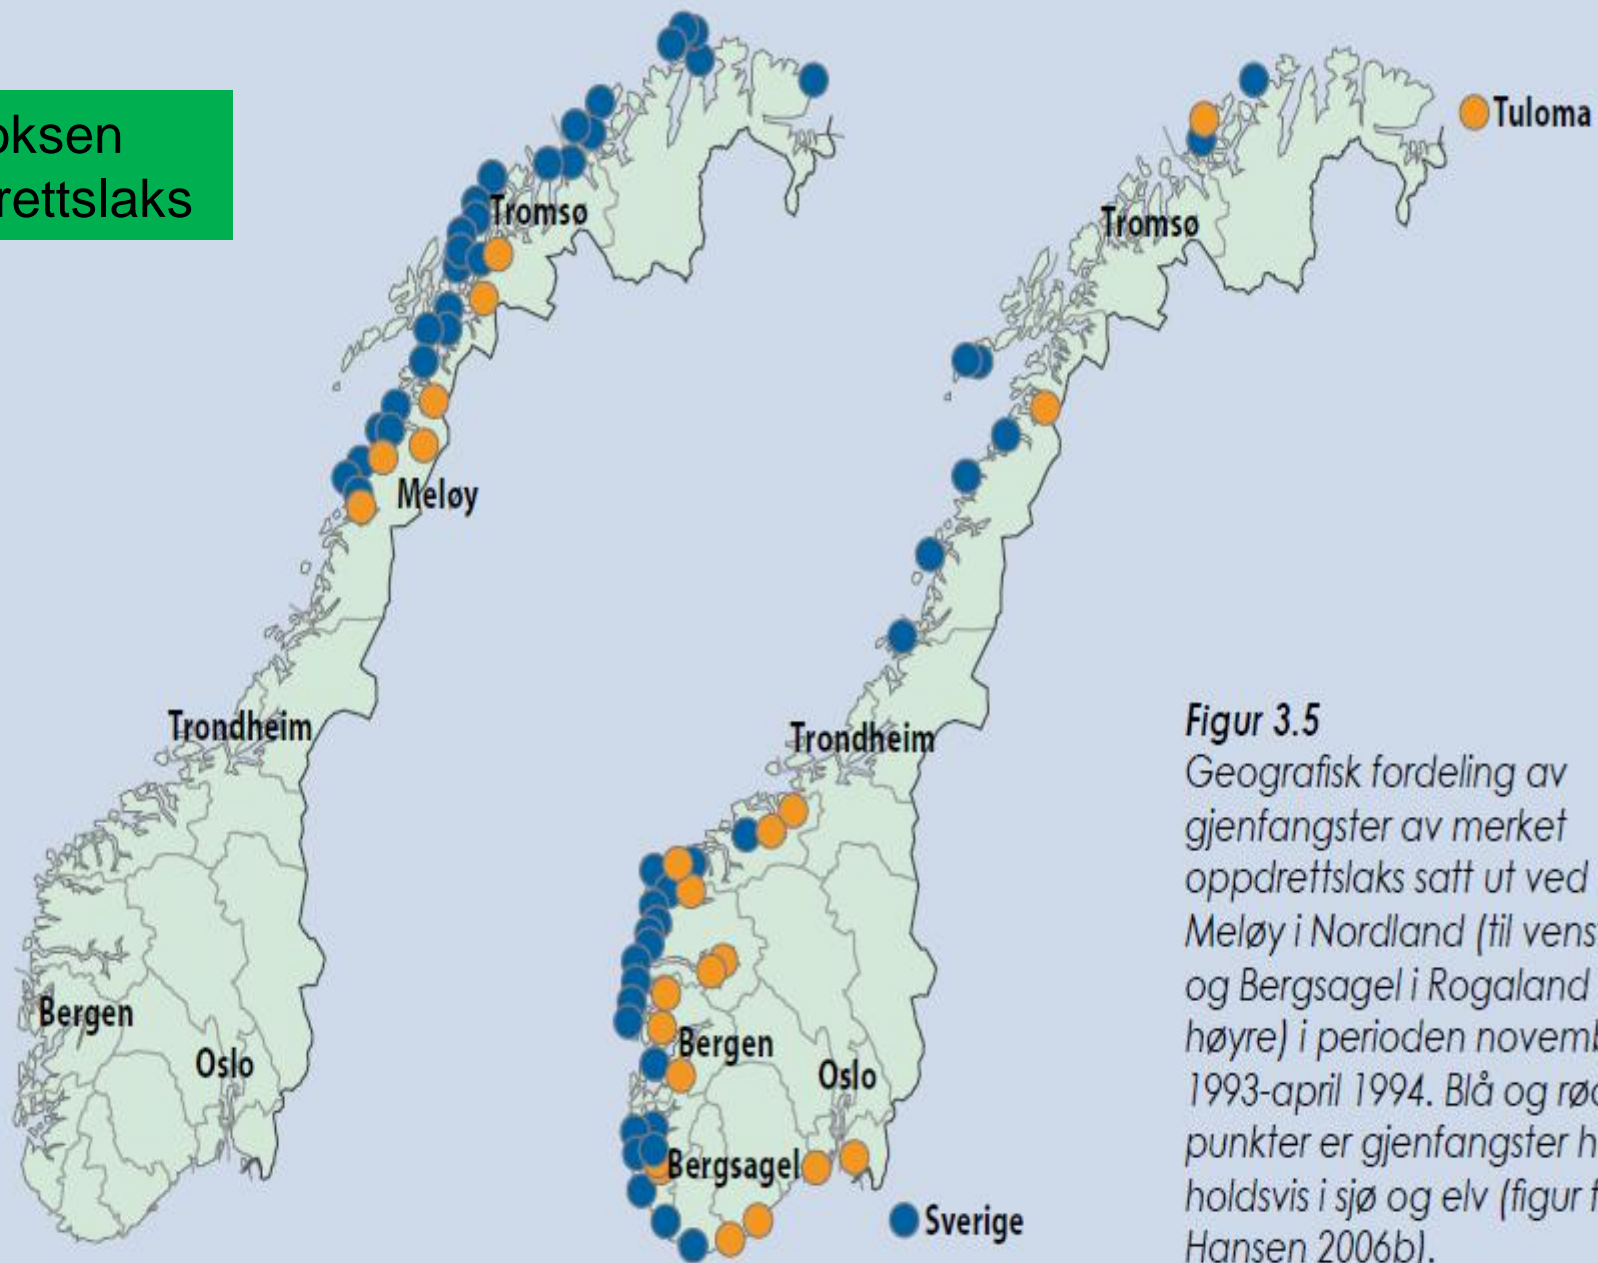 oksen
rettslaks
Tromsø
Meløy
Trondheim
Bergen
Oslo
Tuloma
Tromsø
Trondheim
Bergen
Oslo
Bergsagel
Sverige
Figur 3.5
Geografisk fordeling av
gjenfangster av merket
oppdrettslaks satt ut ved
Meløy i Nordland (til venst
og Bergsagel i Rogaland
høyre) i perioden novemb
1993-april 1994. Blå og rød
punkter er gjenfangster h
holdsvis i sjø og elv (figur f
Hansen 2006b).